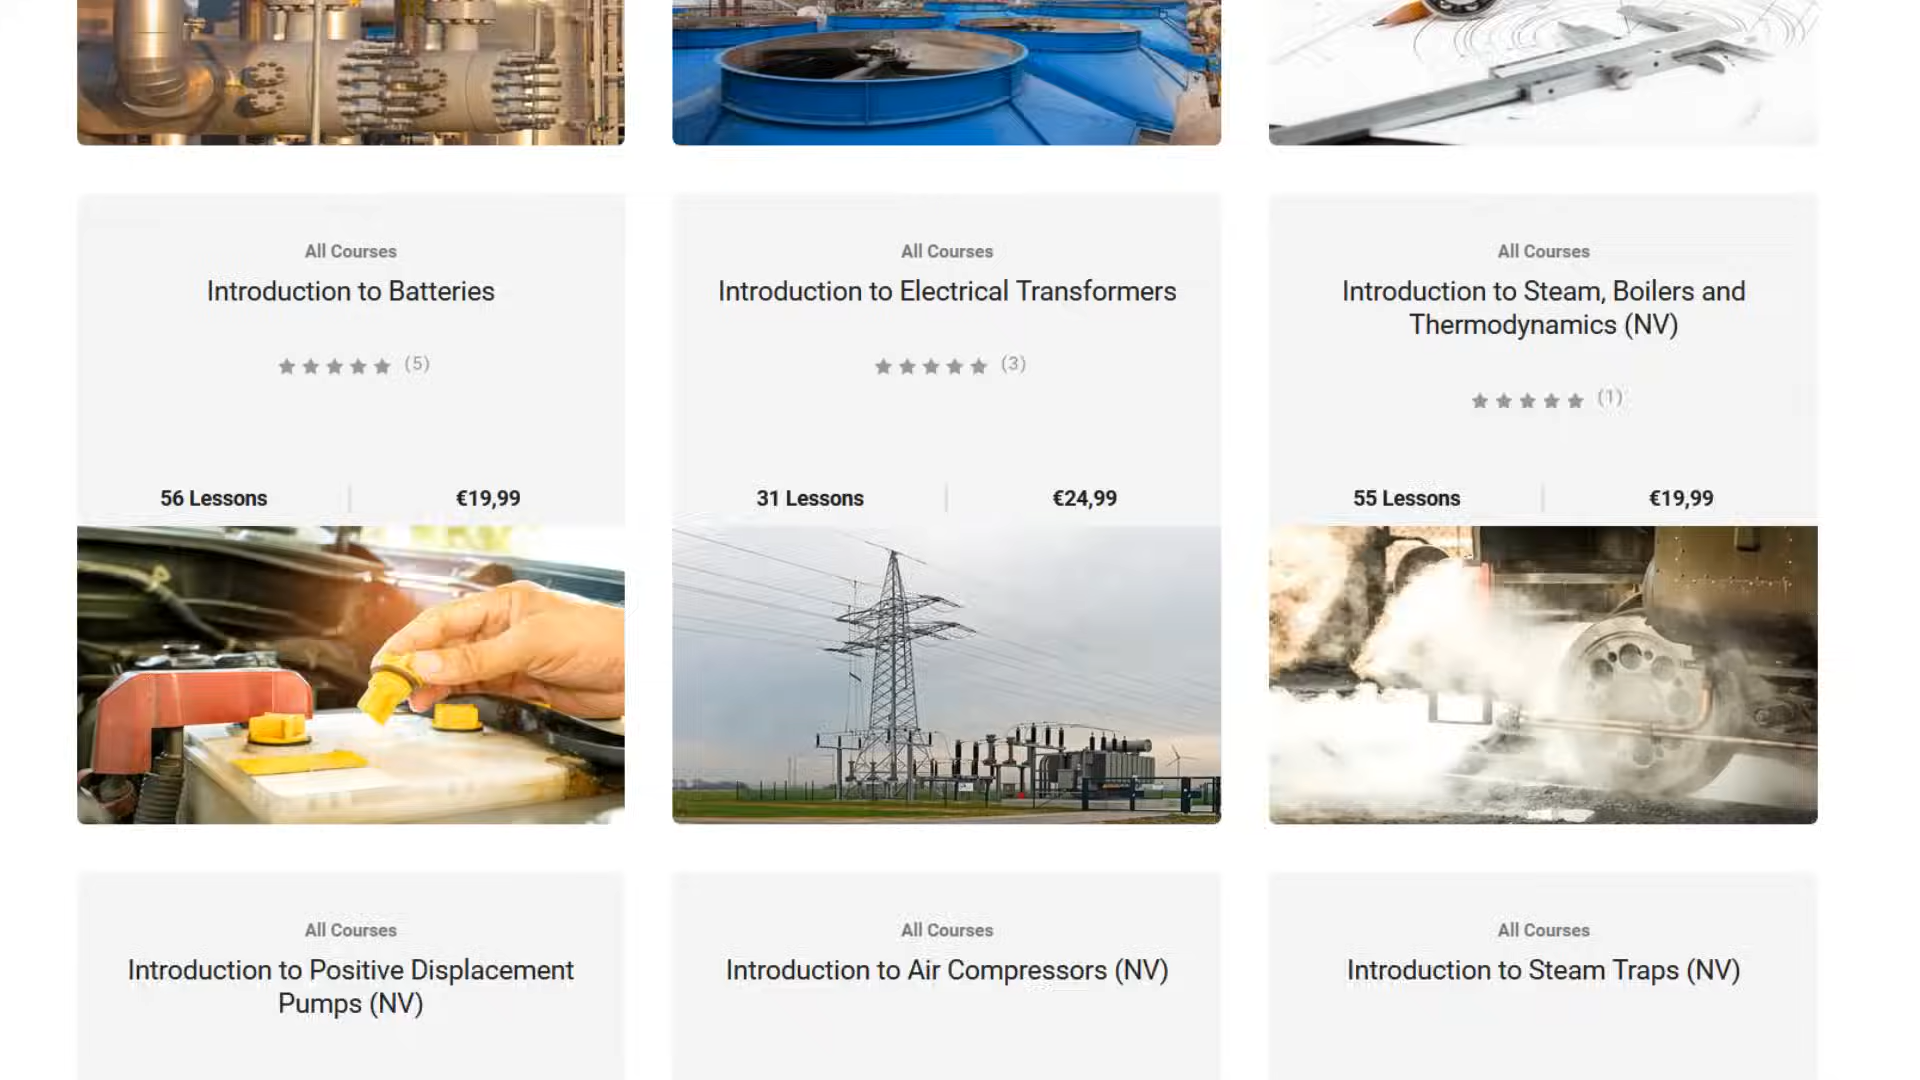 All Courses
Introduction to Batteries
(5)
56 Lessons
€19,99
All Courses
Introduction to Electrical Transformers
(3)
31 Lessons
€24,99
All Courses
Introduction to Steam, Boilers and
Thermodynamics (NV)
(1)
55 Lessons
€19,99
All Courses
Introduction to Positive Displacement
Pumps (NV)
All Courses
Introduction to Air Compressors (NV)
All Courses
Introduction to Steam Traps (NV)